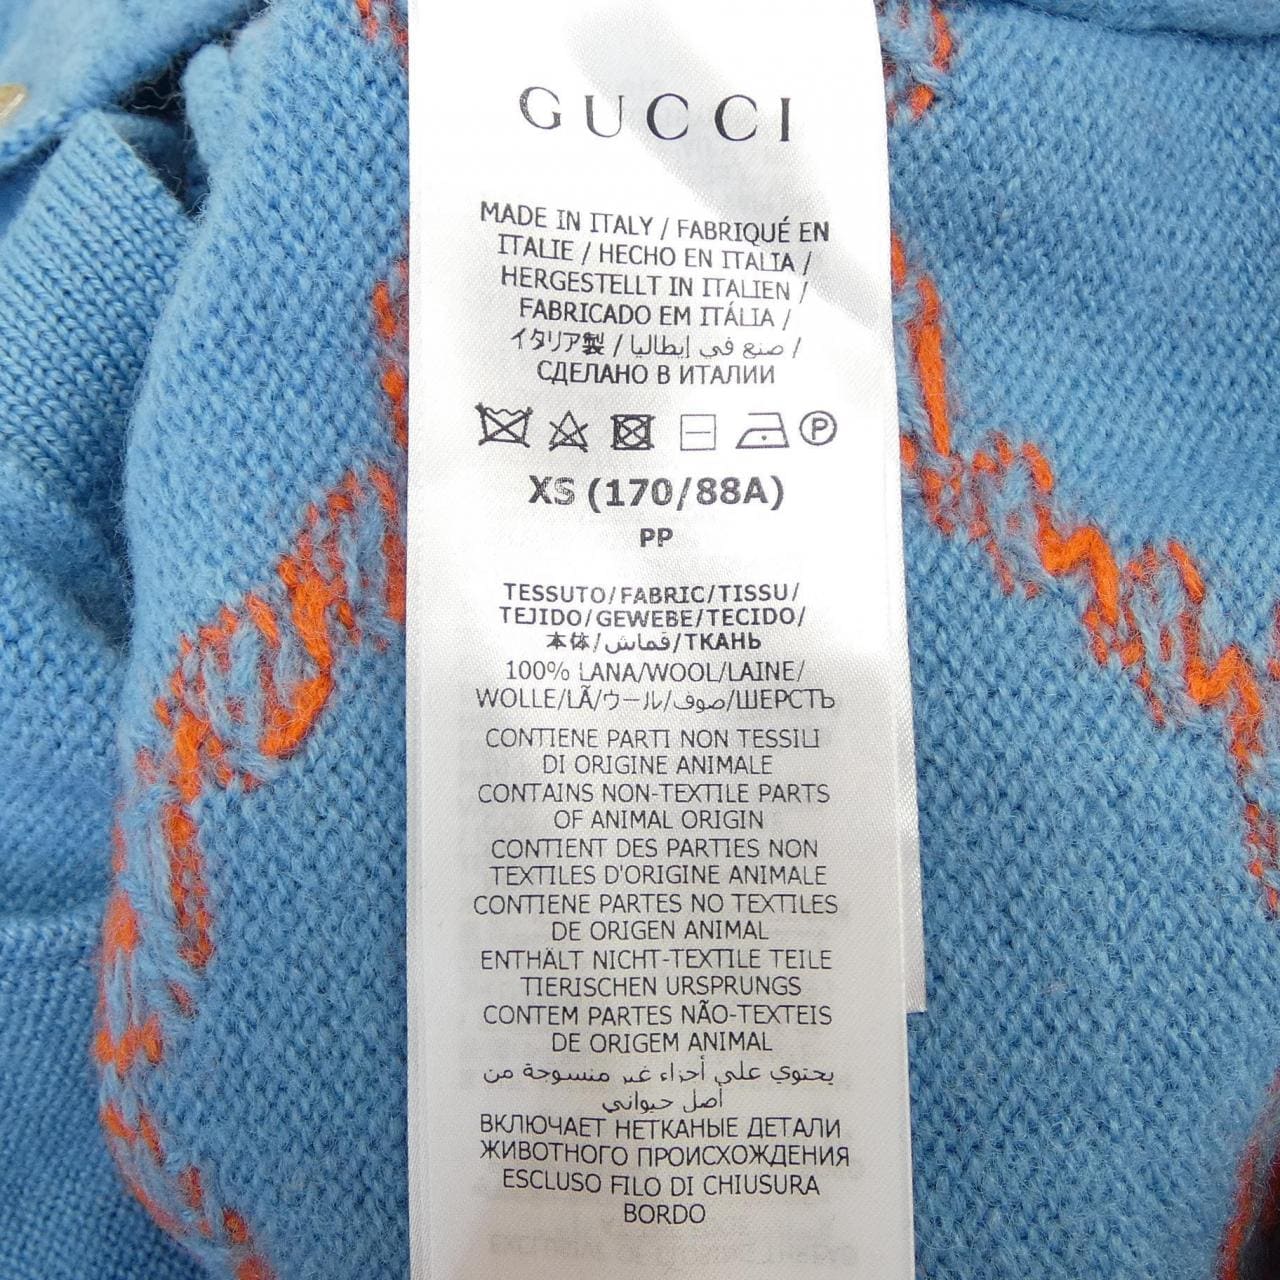 GUCCI
MADE IN ITALY / FABRIQUÉ EN
ITALIE / HECHO EN ITALIA /
HERGESTELLT IN ITALIEN /
FABRICADO EM ITÁLIA /
イタリア製 / صنع في إيطاليا /
СДЕЛАНО В ИТАЛИИ
P
XS (170/88A)
PP
TESSUTO/FABRIC/TISSU/
TEJIDO/GEWEBE/TECIDO/
本体/قماش/ТКАНЬ
100% LANA/WOOL/LAINE/
WOLLE/LÃ/ウール/صوف/ШЕРСТЬ
CONTIENE PARTI NON TESSILI
DI ORIGINE ANIMALE
CONTAINS NON-TEXTILE PARTS
OF ANIMAL ORIGIN
CONTIENT DES PARTIES NON
TEXTILES D'ORIGINE ANIMALE
CONTIENE PARTES NO TEXTILES
DE ORIGEN ANIMAL
ENTHÄLT NICHT-TEXTILE TEILE
TIERISCHEN URSPRUNGS
CONTEM PARTES NÃO-TEXTEIS
DE ORIGEM ANIMAL
يحتوي على أجزاء غير منسوجة من
أصل حيواني
ВКЛЮЧАЕТ НЕТКАНЫЕ ДЕТАЛИ
ЖИВОТНОГО ПРОИСХОЖДЕНИЯ
ESCLUSO FILO DI CHIUSURA
BORDO